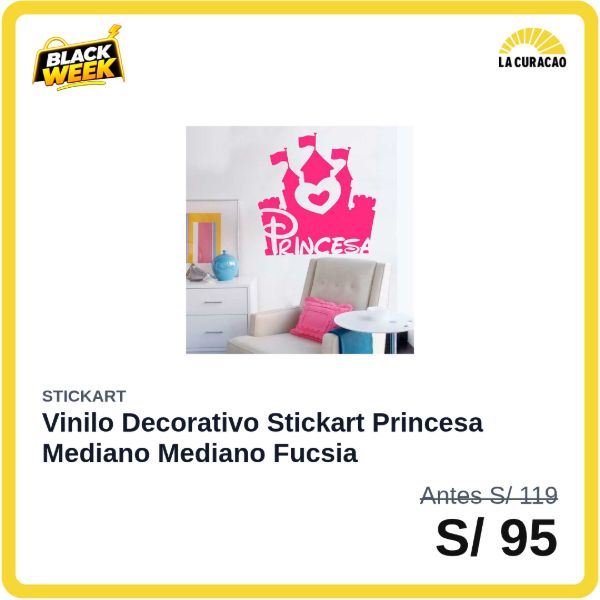 BLACK
WEEK
LA CURACAO
PRINCESA
STICKART
Vinilo Decorativo Stickart Princesa
Mediano Mediano Fucsia
Antes S/ 119
S/ 95